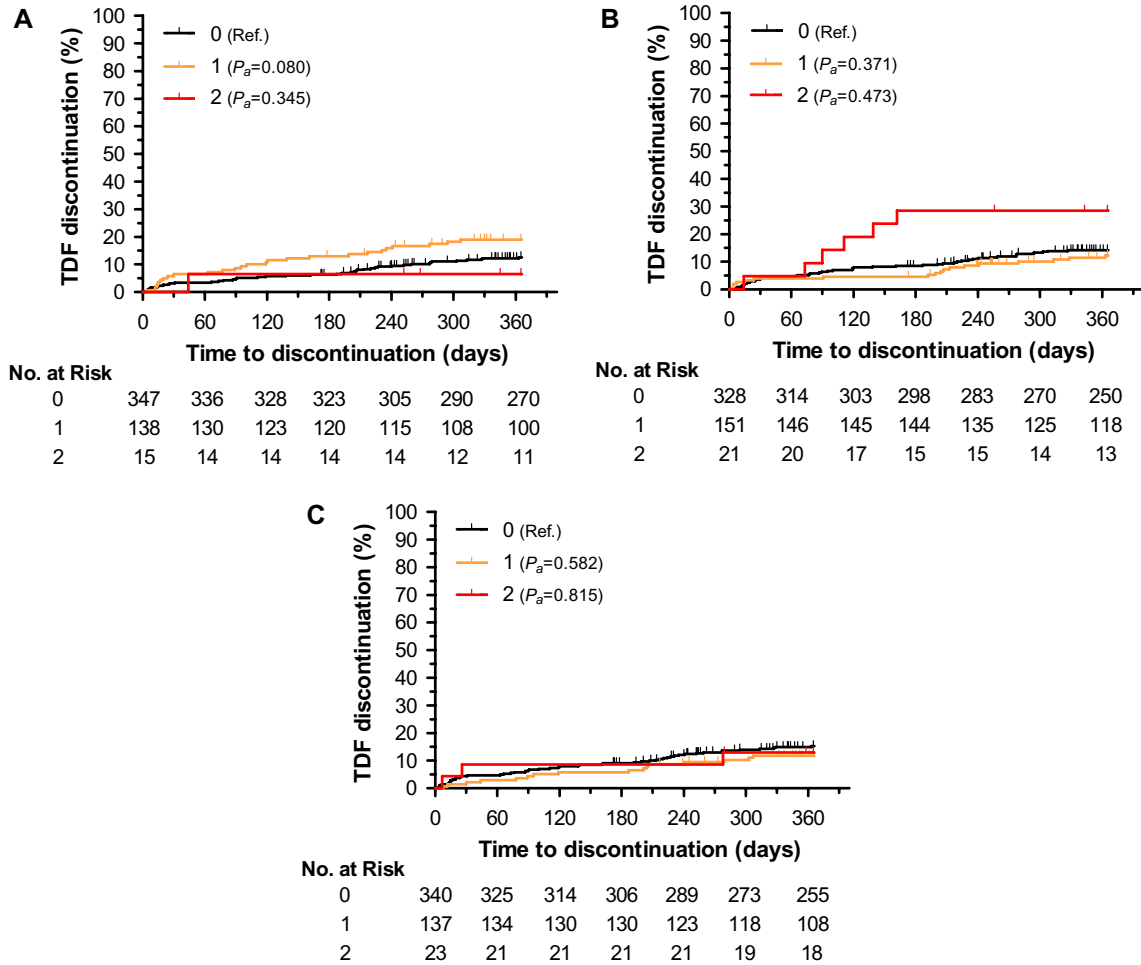 A
TDF discontinuation (%)
100
90
80
70
60
50
40
30
20
10
0
0 (Ref.)
1 (Pa=0.080)
2 (Pa=0.345)
0 60 120 180 240 300 360
Time to discontinuation (days)
No. at Risk
0 347 336 328 323 305 290 270
1 138 130 123 120 115 108 100
2 15 14 14 14 14 12 11
B
TDF discontinuation (%)
100
90
80
70
60
50
40
30
20
10
0
0 (Ref.)
1 (Pa=0.371)
2 (Pa=0.473)
0 60 120 180 240 300 360
Time to discontinuation (days)
No. at Risk
0 328 314 303 298 283 270 250
1 151 146 145 144 135 125 118
2 21 20 17 15 15 14 13
C
TDF discontinuation (%)
100
90
80
70
60
50
40
30
20
10
0
0 (Ref.)
1 (Pa=0.582)
2 (Pa=0.815)
0 60 120 180 240 300 360
Time to discontinuation (days)
No. at Risk
0 340 325 314 306 289 273 255
1 137 134 130 130 123 118 108
2 23 21 21 21 21 19 18